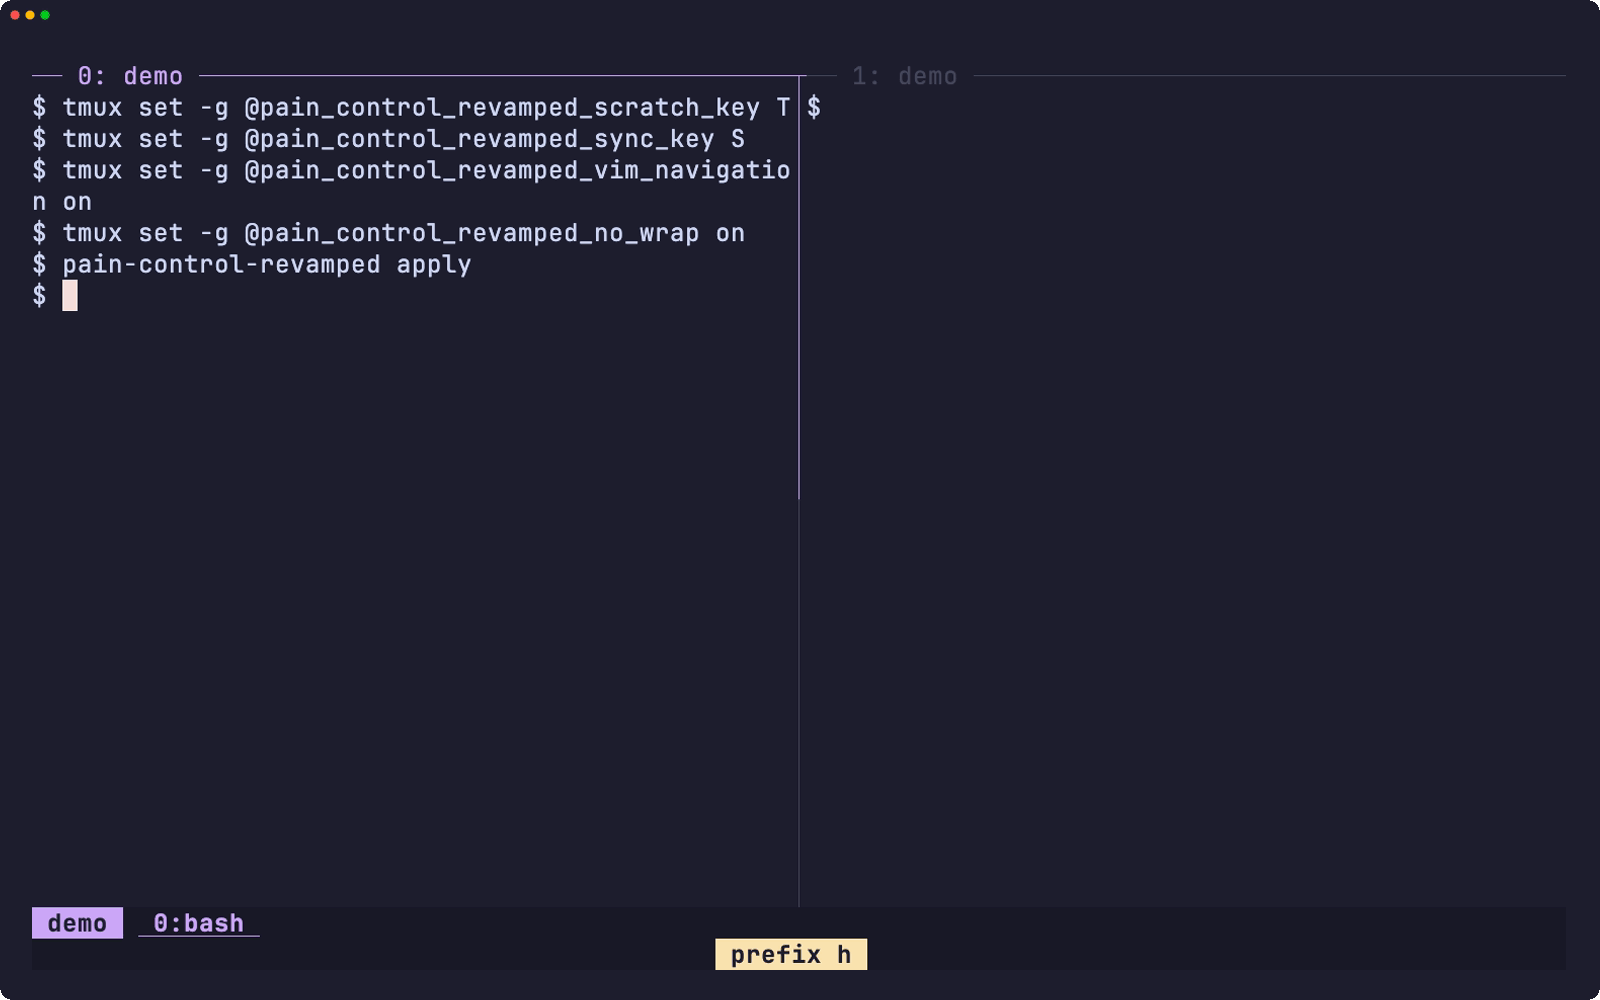 0: demo
$ tmux set -g @pain_control_revamped_scratch_key T
$ tmux set -g @pain_control_revamped_sync_key S
$ tmux set -g @pain_control_revamped_vim_navigatio
n on
$ tmux set -g @pain_control_revamped_no_wrap on
$ pain-control-revamped apply
$
1: demo
$
demo 0:bash
prefix h